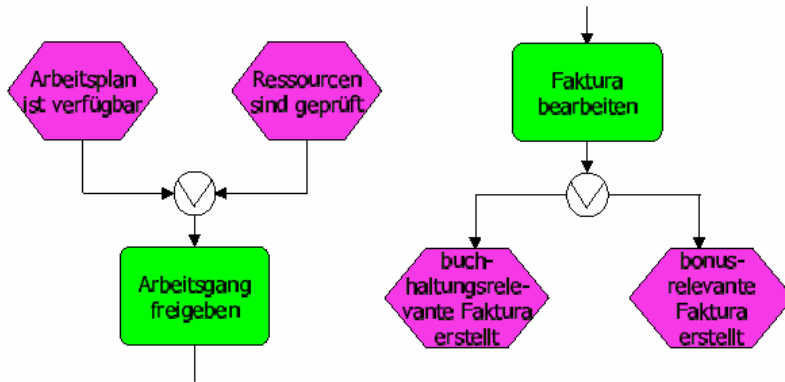 Arbeitsplan
ist verfügbar
Ressourcen
sind geprüft
Arbeitsgang
freigeben
Faktura
bearbeiten
buch-
haltungsrele-
vante Faktura
erstellt
bonus-
relevante
Faktura
erstellt